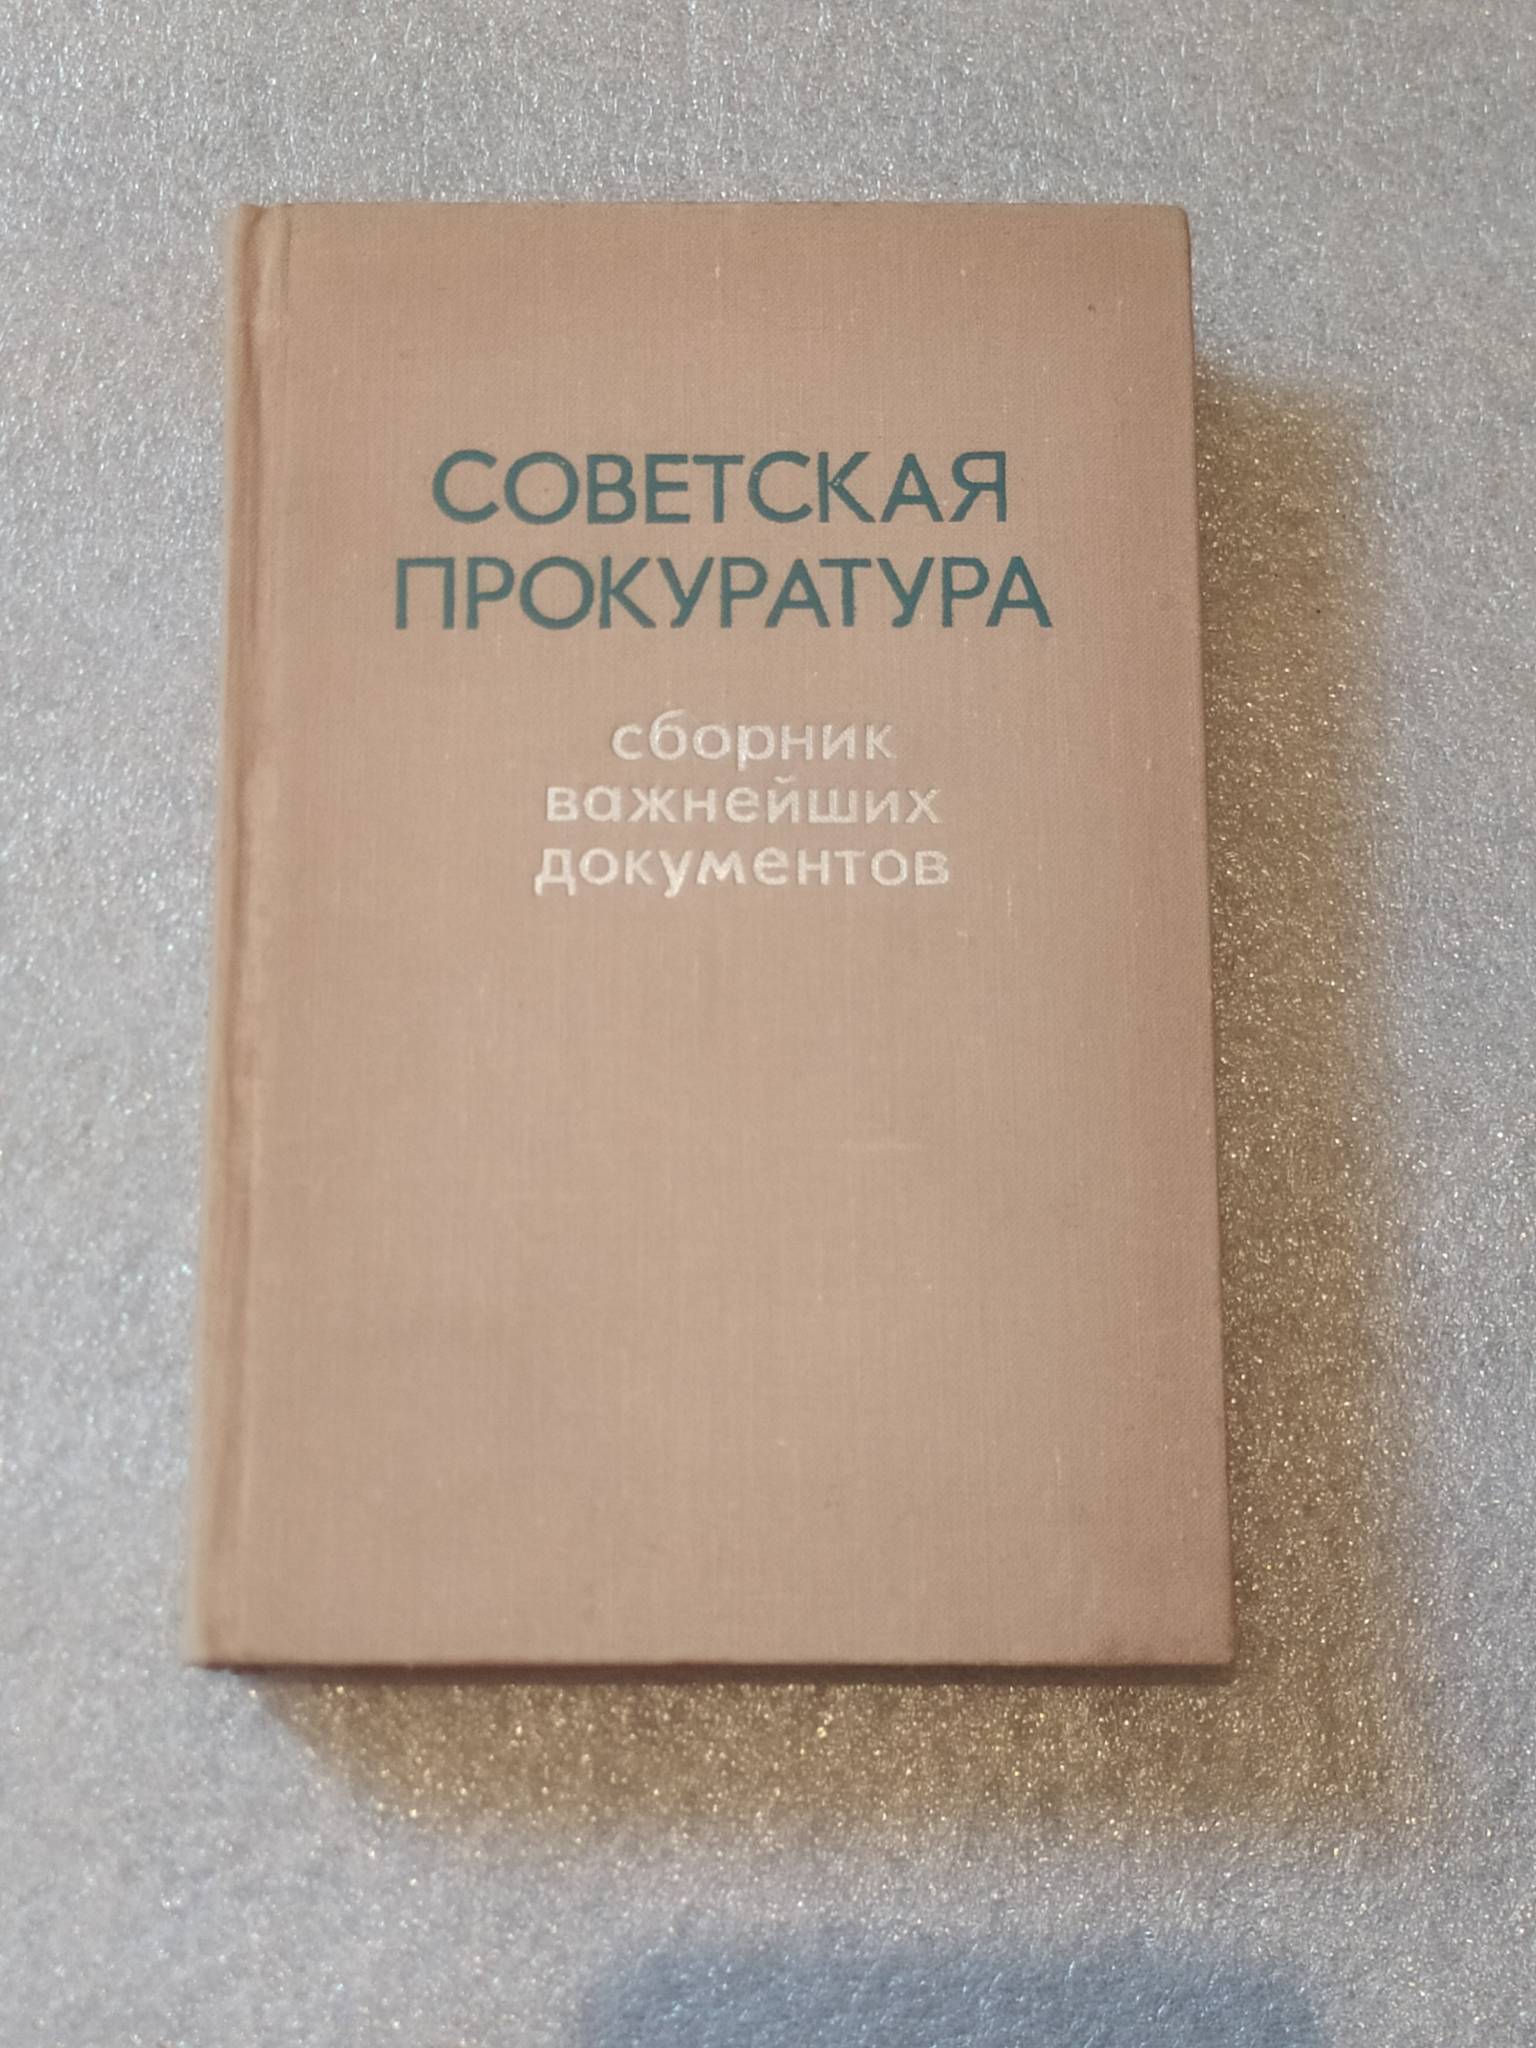 СОВЕТСКАЯ
ПРОКУРАТУРА
сборник
важнейших
документов